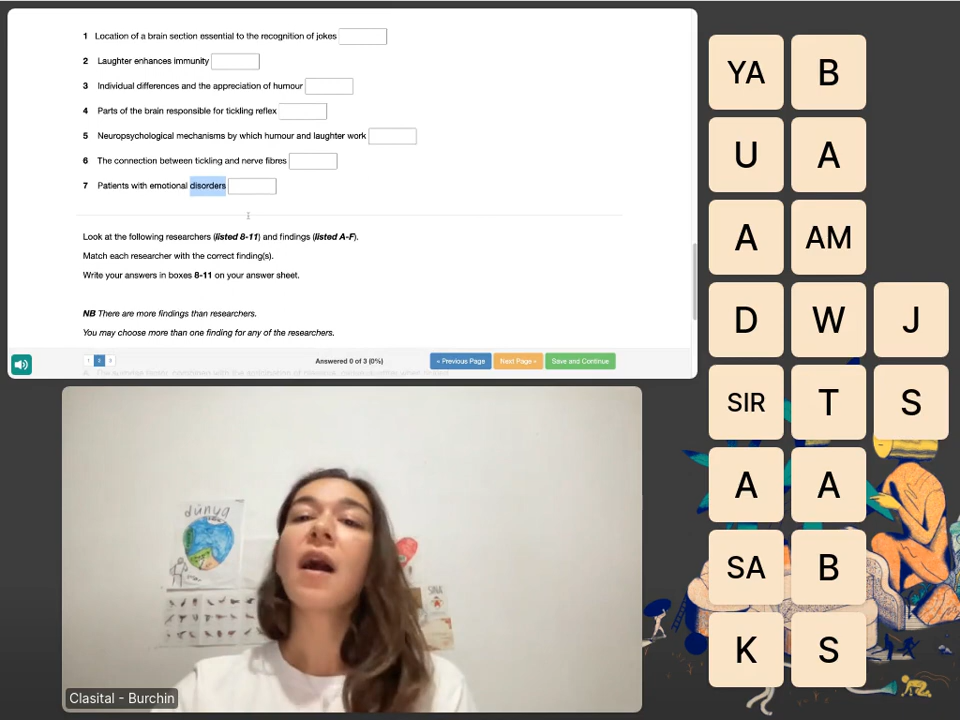 1 Location of a brain section essential to the recognition of jokes
2 Laughter enhances immunity
3 Individual differences and the appreciation of humour
4 Parts of the brain responsible for tickling reflex
5 Neuropsychological mechanisms by which humour and laughter work
6 The connection between tickling and nerve fibres
7 Patients with emotional disorders
Look at the following researchers (listed 8-11) and findings (listed A-F).
Match each researcher with the correct finding(s).
Write your answers in boxes 8-11 on your answer sheet.
NB There are more findings than researchers.
You may choose more than one finding for any of the researchers.
1 2 3
Answered 0 of 3 (0%)
« Previous Page
Next Page »
Save and Continue
dünya
SINA
Clasital - Burchin
YA B
U A
A AM
D W J
SIR T S
A A
SA B
K S